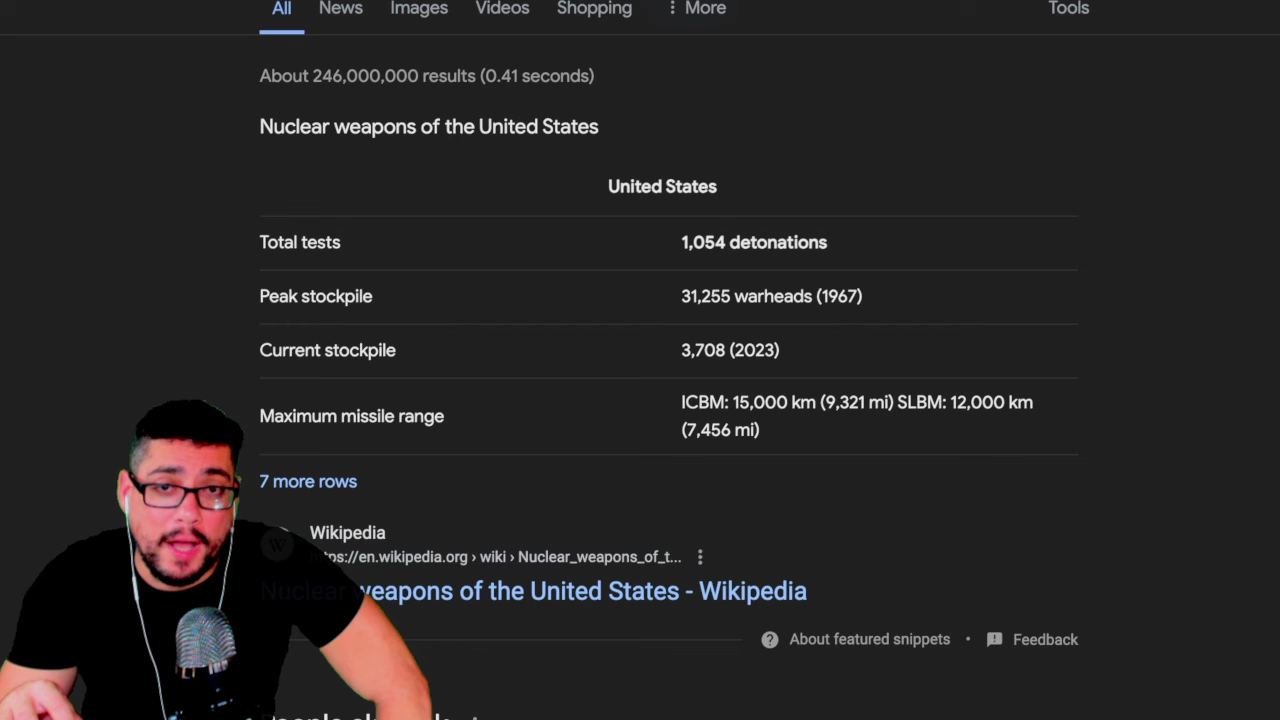 All News Images Videos Shopping More Tools
About 246,000,000 results (0.41 seconds)
Nuclear weapons of the United States
United States
Total tests 1,054 detonations
Peak stockpile 31,255 warheads (1967)
Current stockpile 3,708 (2023)
Maximum missile range ICBM: 15,000 km (9,321 mi) SLBM: 12,000 km
(7,456 mi)
7 more rows
W
Wikipedia
https://en.wikipedia.org › wiki › Nuclear_weapons_of_t...
Nuclear weapons of the United States - Wikipedia
About featured snippets • Feedback